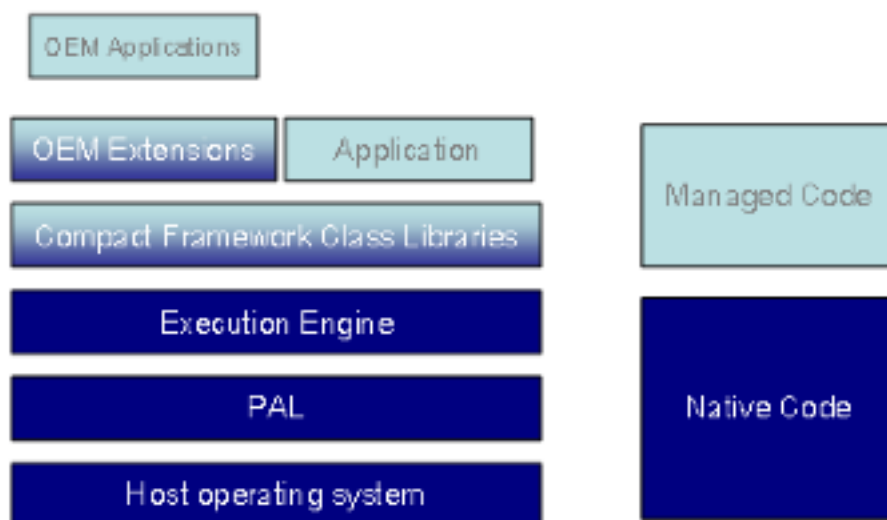 OEM Applications
OEM Extensions
Application
Managed Code
Compact Framework Class Libraries
Execution Engine
PAL
Native Code
Host operating system